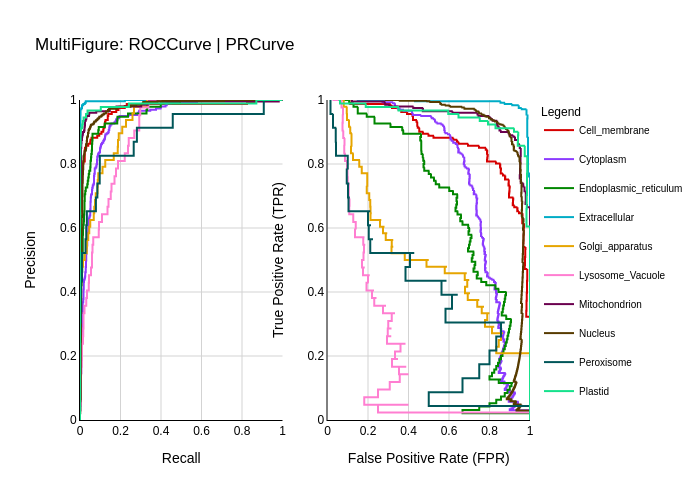 MultiFigure: ROCCurve | PRCurve
1
0.8
0.6
0.4
0.2
0
0
0.2
0.4
0.6
0.8
1
Precision
Recall
1
0.8
0.6
0.4
0.2
0
0
0.2
0.4
0.6
0.8
1
True Positive Rate (TPR)
False Positive Rate (FPR)
Legend
Cell_membrane
Cytoplasm
Endoplasmic_reticulum
Extracellular
Golgi_apparatus
Lysosome_Vacuole
Mitochondrion
Nucleus
Peroxisome
Plastid